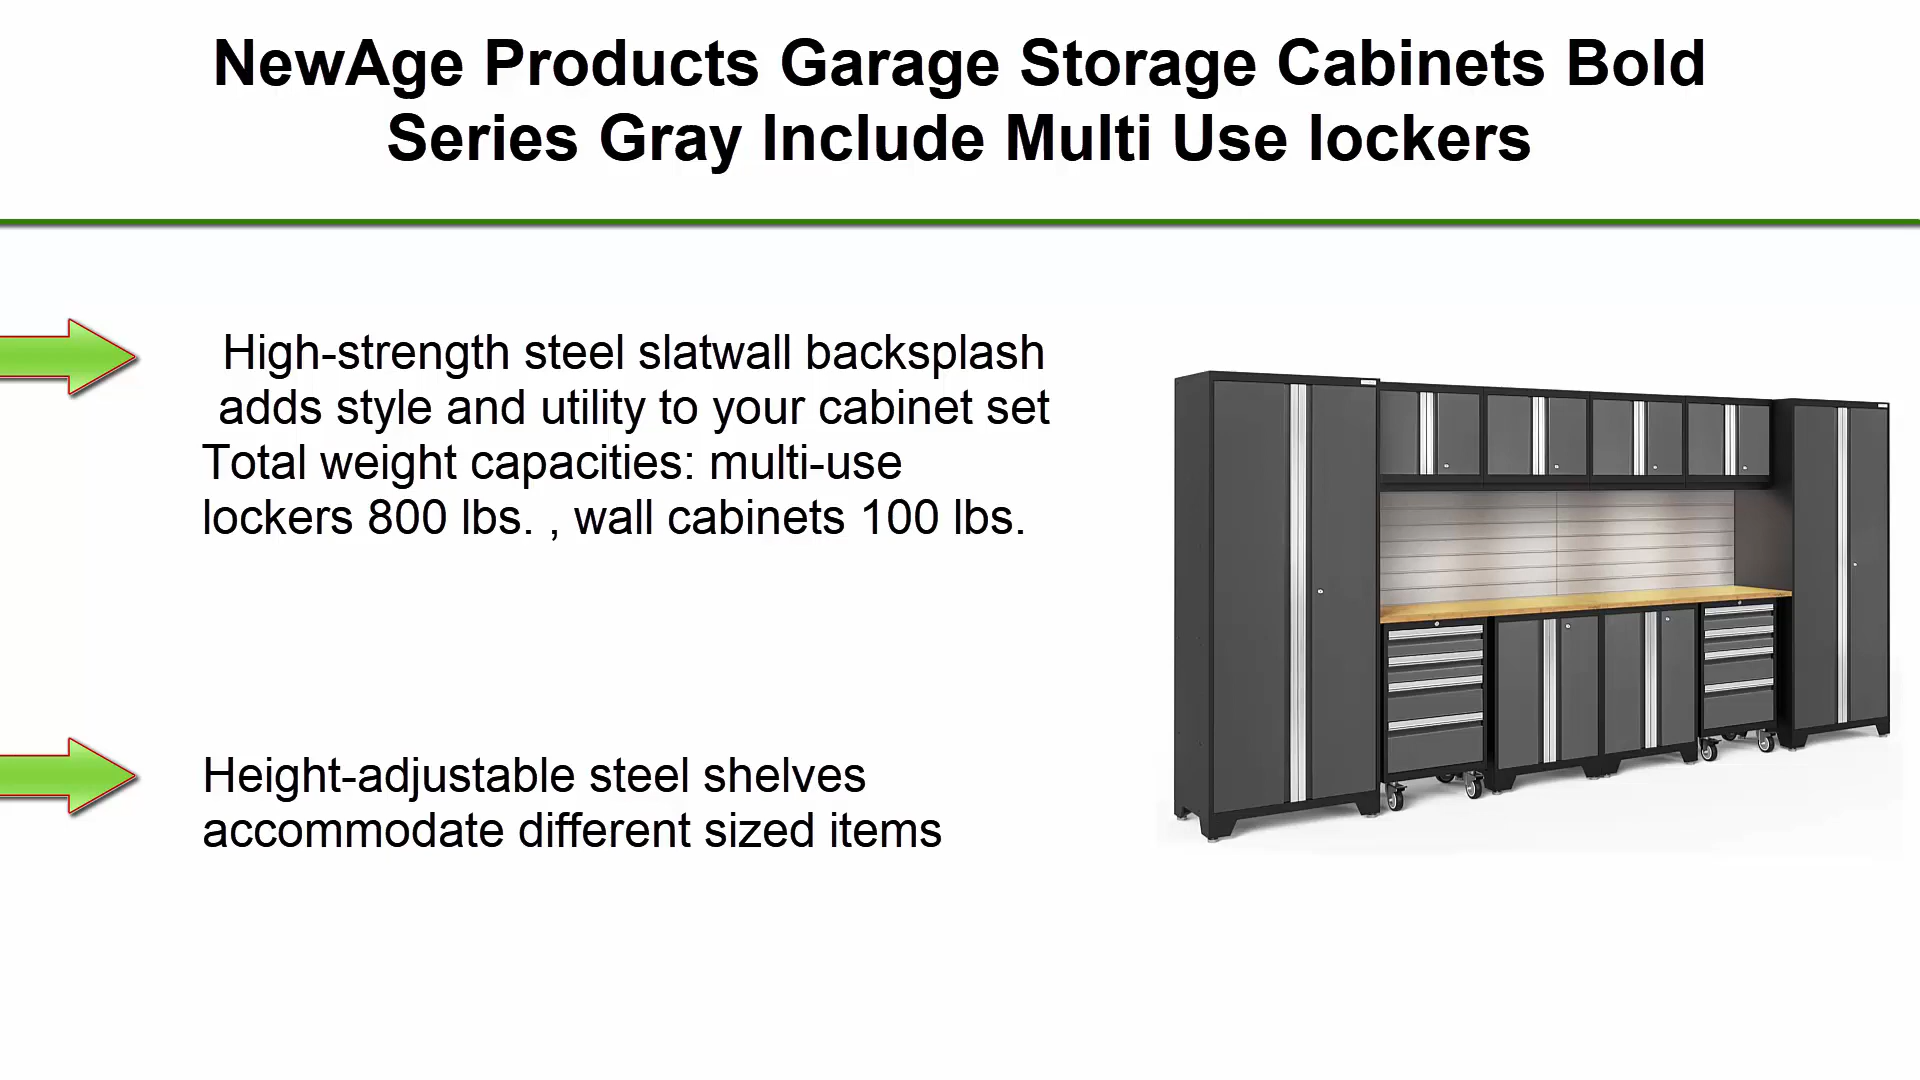 NewAge Products Garage Storage Cabinets Bold
Series Gray Include Multi Use lockers
High-strength steel slatwall backsplash
adds style and utility to your cabinet set
Total weight capacities: multi-use
lockers 800 lbs. , wall cabinets 100 lbs.
Height-adjustable steel shelves
accommodate different sized items